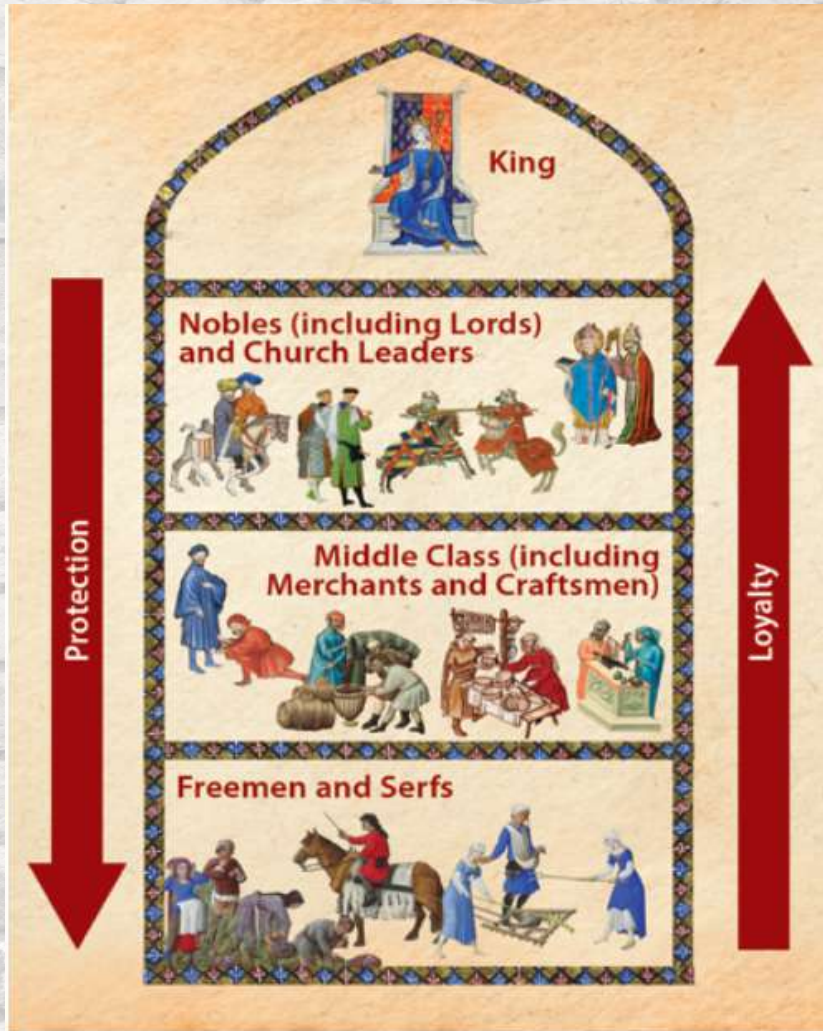 King
Nobles (including Lords)
and Church Leaders
Middle Class (including
Merchants and Craftsmen)
Freemen and Serfs
Protection
Loyalty